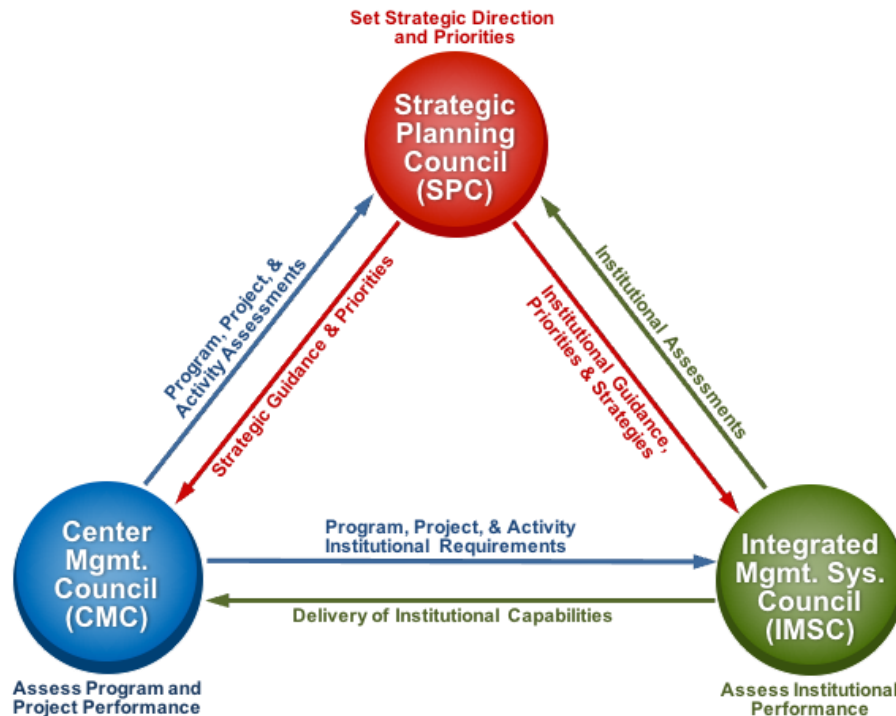 Set Strategic Direction
and Priorities
Strategic
Planning
Council
(SPC)
Program, Project, &
Activity Assessments
Strategic Guidance & Priorities
Institutional Guidance,
Priorities & Strategies
Institutional Assessments
Center
Mgmt.
Council
(CMC)
Program, Project, & Activity
Institutional Requirements
Delivery of Institutional Capabilities
Integrated
Mgmt. Sys.
Council
(IMSC)
Assess Program and
Project Performance
Assess Institutional
Performance